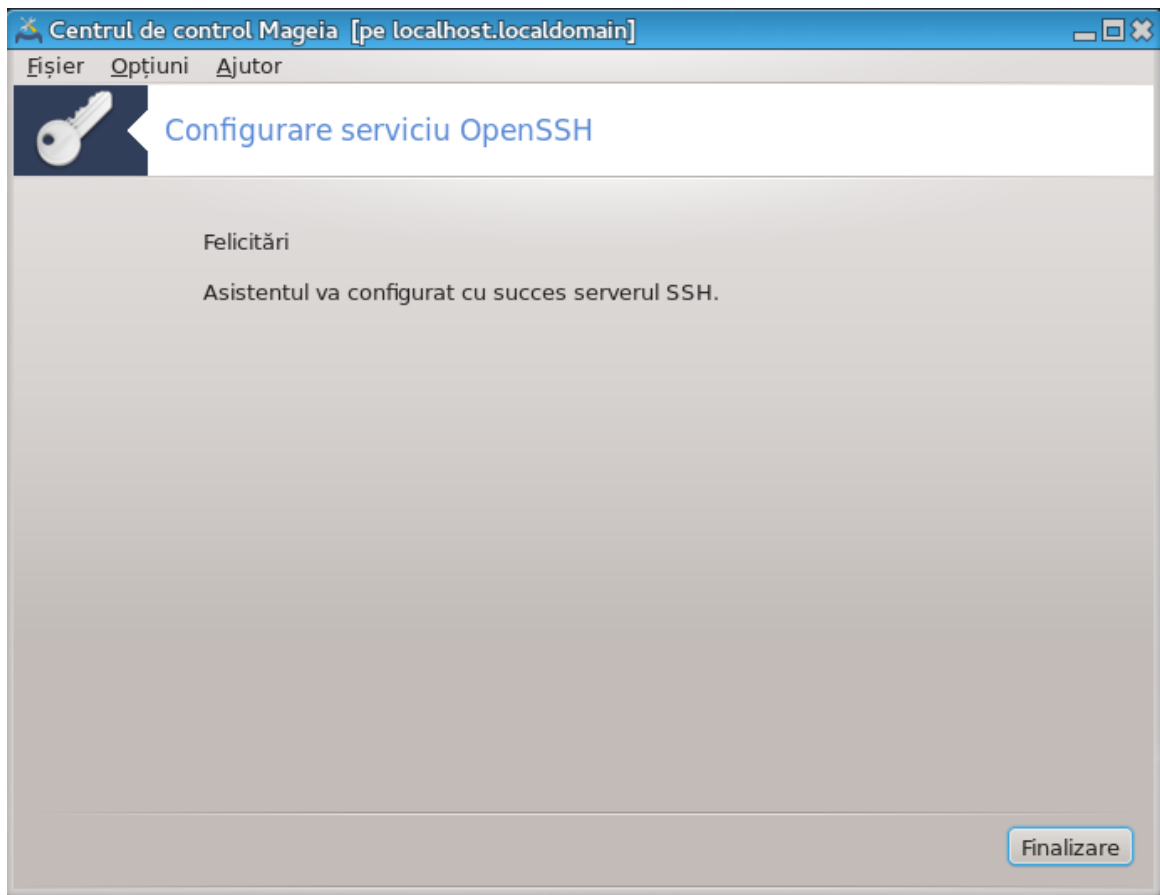 Centrul de control Mageia [pe localhost.localdomain]
Fișier Opțiuni Ajutor
Configurare serviciu OpenSSH
Felicitări
Asistentul va configurat cu succes serverul SSH.
Finalizare